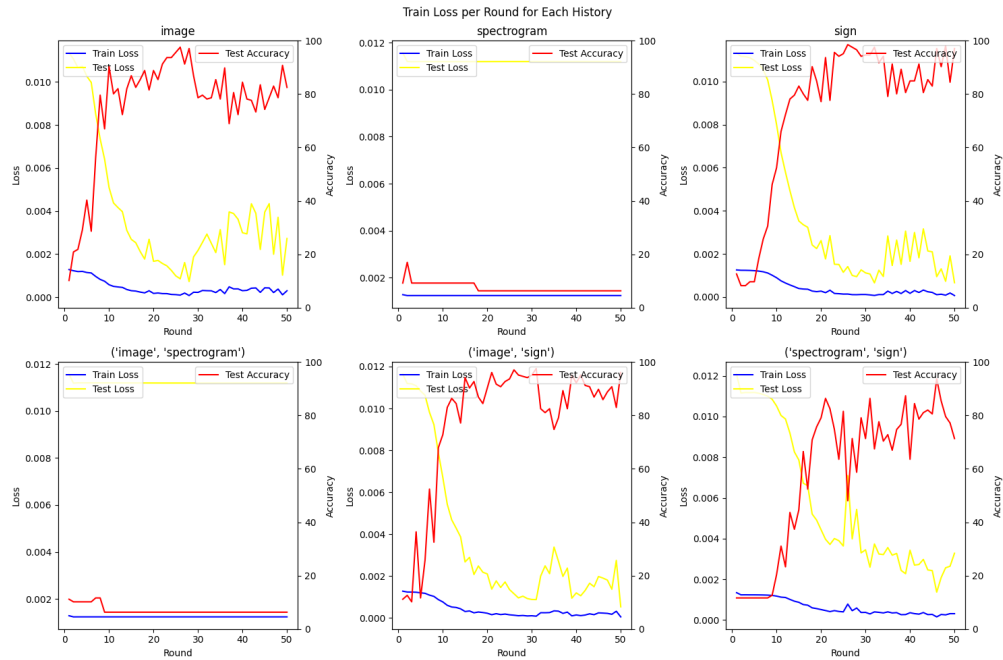 Train Loss per Round for Each History
image
spectrogram
sign
Train Loss
Test Loss
Test Accuracy
Train Loss
Test Loss
Test Accuracy
Train Loss
Test Loss
Test Accuracy
0.010
0.008
0.006
0.004
0.002
0.000
Loss
100
80
60
40
20
0
Accuracy
0 10 20 30 40 50
Round
0.012
0.010
0.008
0.006
0.004
0.002
Loss
100
80
60
40
20
0
Accuracy
0 10 20 30 40 50
Round
0.010
0.008
0.006
0.004
0.002
0.000
Loss
100
80
60
40
20
0
Accuracy
0 10 20 30 40 50
Round
('image', 'spectrogram')
('image', 'sign')
('spectrogram', 'sign')
Train Loss
Test Loss
Test Accuracy
Train Loss
Test Loss
Test Accuracy
Train Loss
Test Loss
Test Accuracy
0.012
0.010
0.008
0.006
0.004
0.002
Loss
100
80
60
40
20
0
Accuracy
0 10 20 30 40 50
Round
0.012
0.010
0.008
0.006
0.004
0.002
0.000
Loss
100
80
60
40
20
0
Accuracy
0 10 20 30 40 50
Round
0.012
0.010
0.008
0.006
0.004
0.002
0.000
Loss
100
80
60
40
20
0
Accuracy
0 10 20 30 40 50
Round